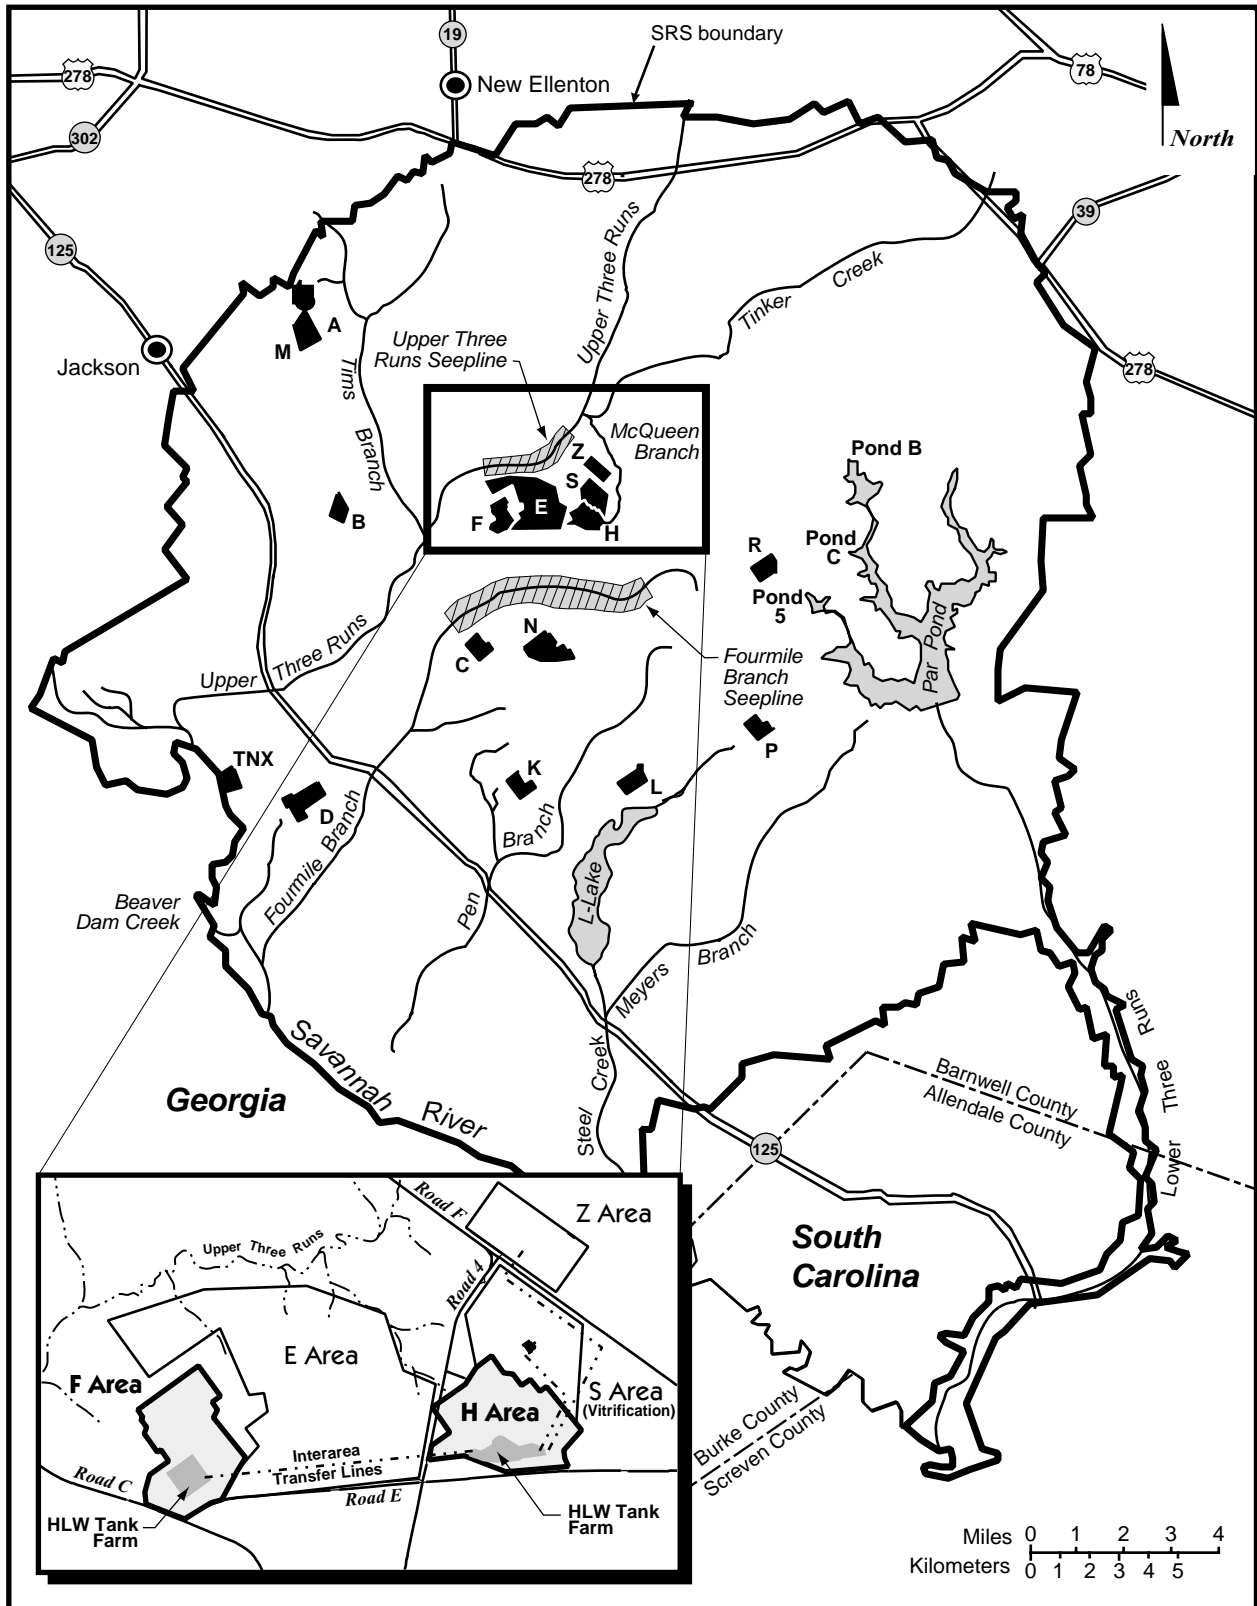 19
SRS boundary
278
New Ellenton
78
302
North
278
39
125
Upper Three Runs
Tinker
Creek
A
M
Jackson
Upper Three
Runs Seepline
Tims
Branch
278
McQueen
Branch
Z
S
E
F
H
B
Pond B
Pond
C
R
Pond
5
Par Pond
N
C
Fourmile
Branch
Seepline
Upper
Three Runs
P
TNX
D
K
L
Fourmile
Branch
Branch
Pen
L-Lake
Beaver
Dam Creek
Meyers
Branch
Steel
Creek
Savannah
River
Georgia
Lower
Three
Runs
Barnwell County
Allendale County
125
South
Carolina
Burke County
Screven County
Road F
Z Area
Upper Three Runs
Road 4
E Area
F Area
S Area
(Vitrification)
H Area
Interarea
Transfer Lines
Road C
Road E
HLW Tank
Farm
HLW Tank
Farm
Miles 0 1 2 3 4
Kilometers 0 1 2 3 4 5